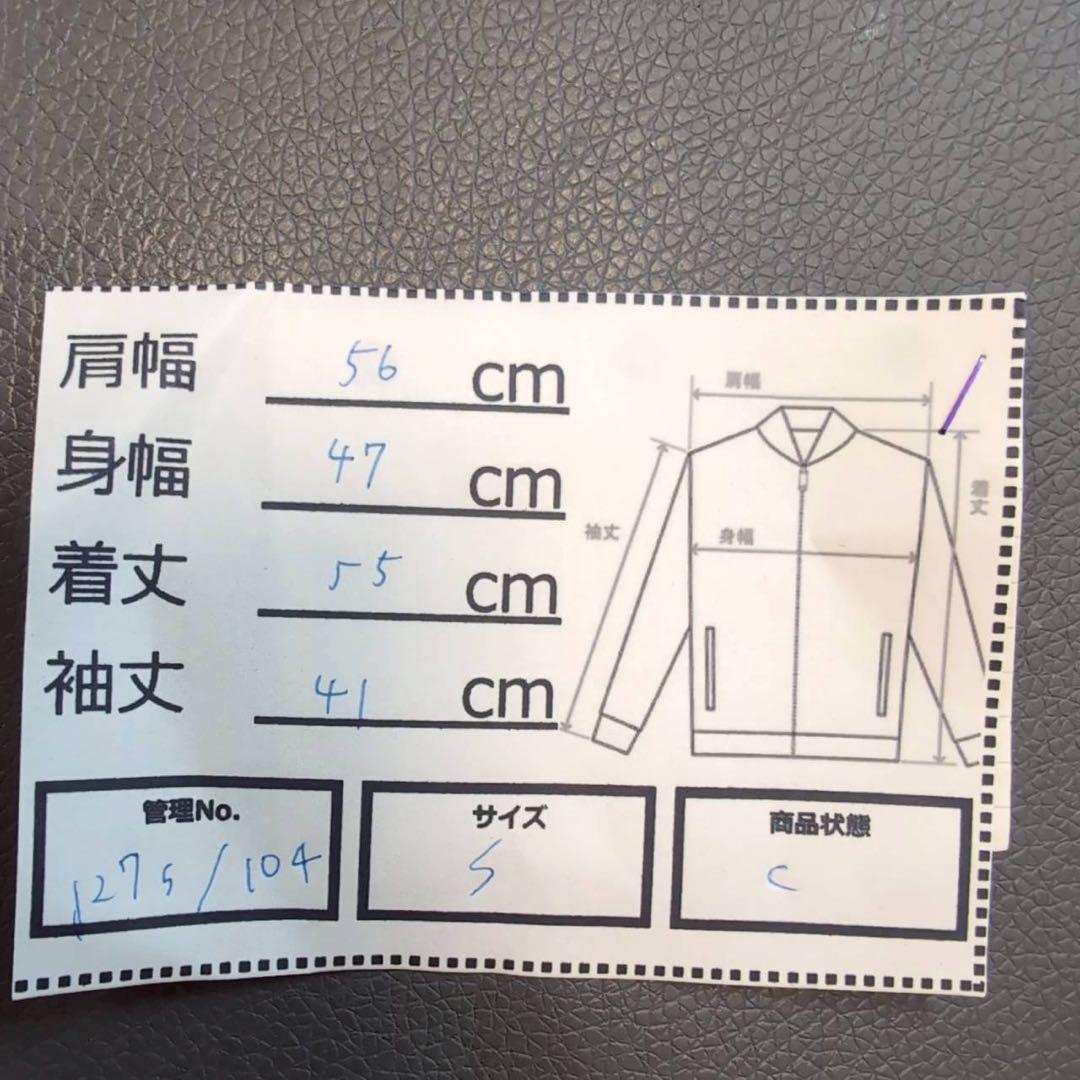 肩幅 56 cm
身幅 47 cm
着丈 55 cm
袖丈 41 cm
肩幅
着丈
袖丈
身幅
管理No.
サイズ
商品状態
/104
S
C